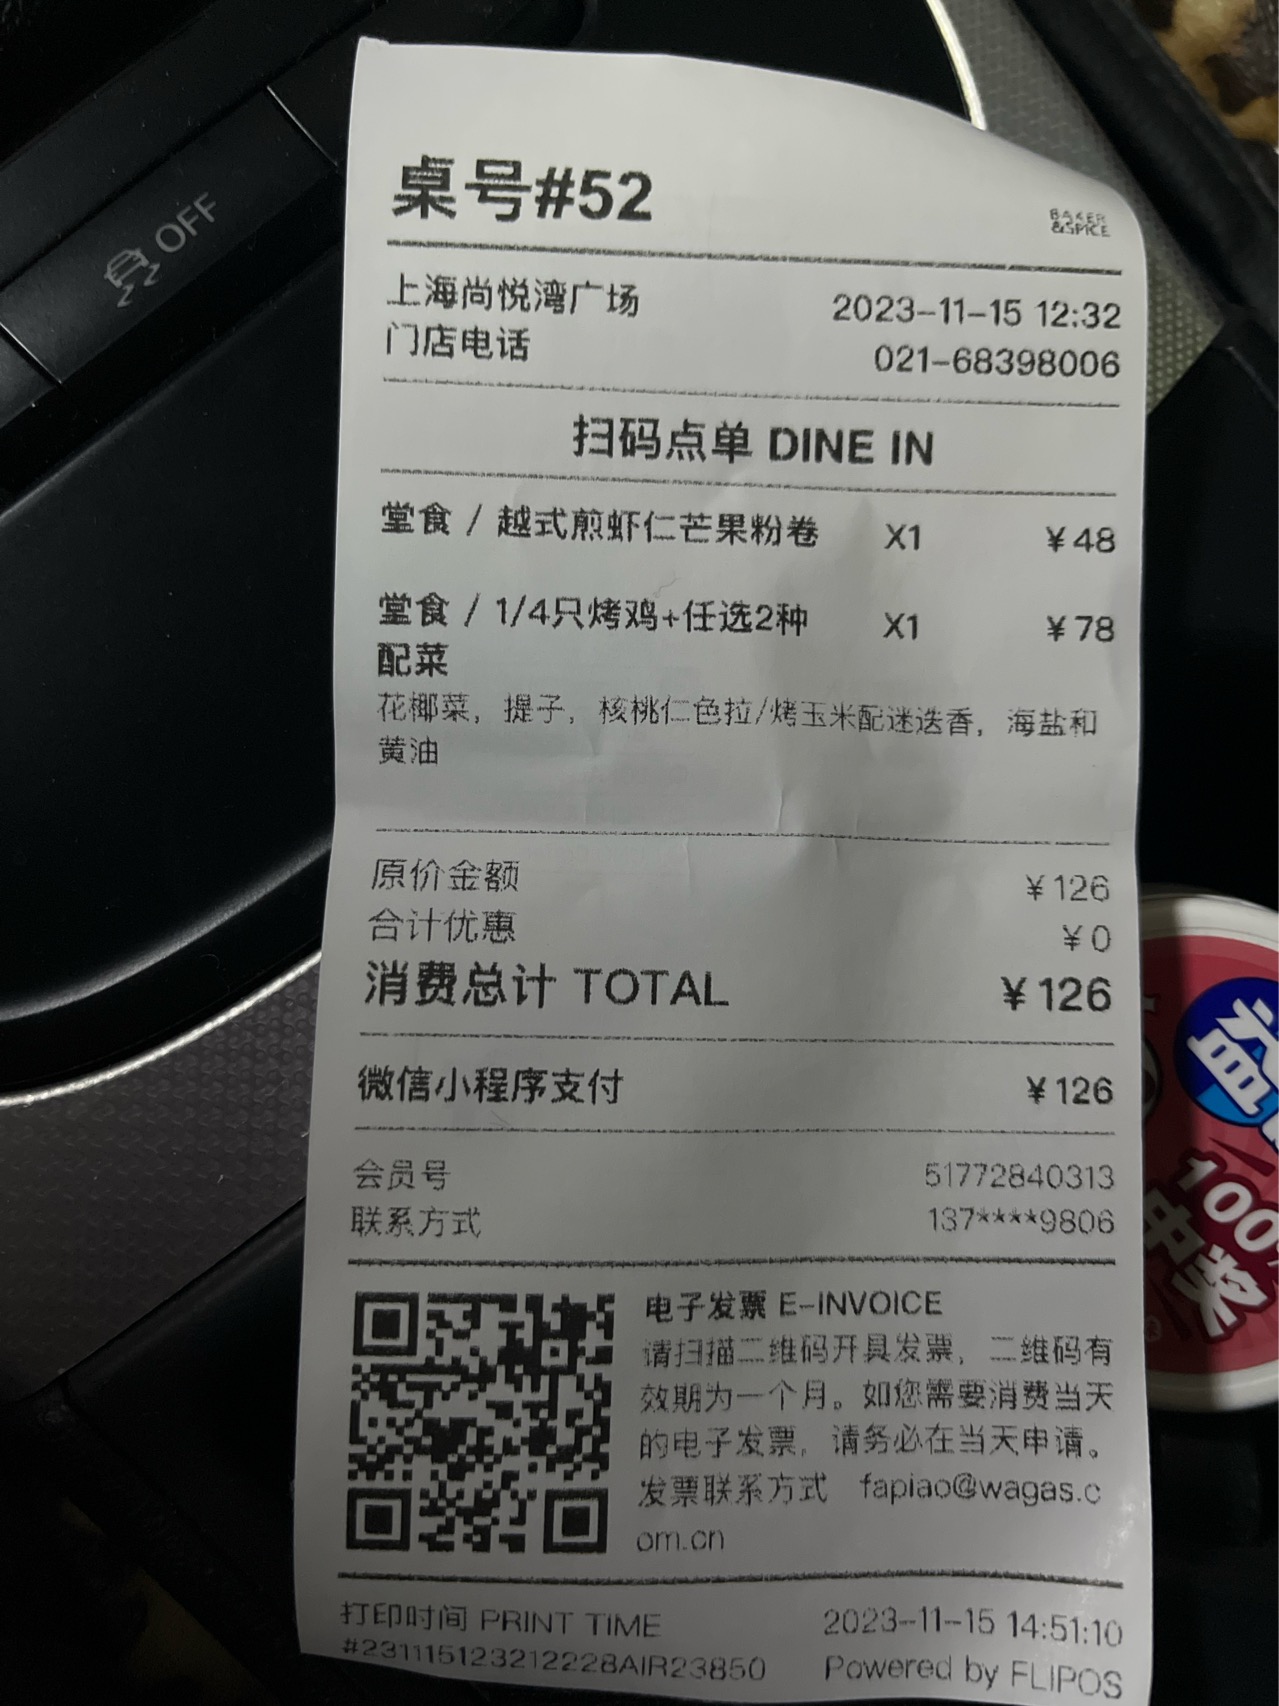 OFF
桌号#52
BAKER
&SPICE
上海尚悦湾广场 2023-11-15 12:32
门店电话 021-68398006
扫码点单 DINE IN
堂食 / 越式煎虾仁芒果粉卷 X1 ¥48
堂食 / 1/4只烤鸡+任选2种 X1 ¥78
配菜
花椰菜，提子，核桃仁色拉/烤玉米配迷迭香，海盐和
黄油
原价金额 ¥126
合计优惠 ¥0
消费总计 TOTAL ¥126
微信小程序支付 ¥126
会员号 51772840313
联系方式 137****9806
电子发票 E-INVOICE
请扫描二维码开具发票，二维码有
效期为一个月。如您需要消费当天
的电子发票，请务必在当天申请。
发票联系方式 fapiao@wagas.c
om.cn
打印时间 PRINT TIME 2023-11-15 14:51:10
#231115123212228AIR23850 Powered by FLIPOS
益
100%
中奖